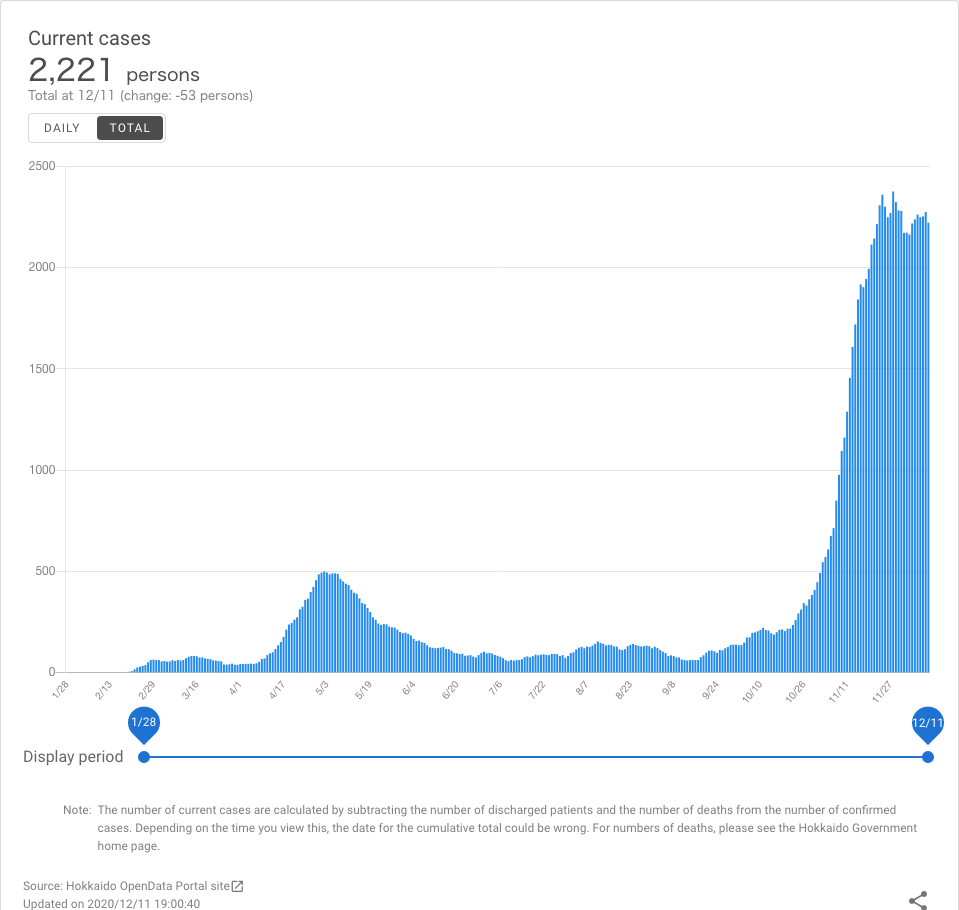 Current cases
2,221 persons
Total at 12/11 (change: -53 persons)
DAILY TOTAL
2500
2000
1500
1000
500
0
1/28 2/13 2/29 3/16 4/1 4/17 5/3 5/19 6/4 6/20 7/6 7/22 8/7 8/23 9/8 9/24 10/10 10/26 11/11 11/27
1/28 12/11
Display period
Note: The number of current cases are calculated by subtracting the number of discharged patients and the number of deaths from the number of confirmed
cases. Depending on the time you view this, the date for the cumulative total could be wrong. For numbers of deaths, please see the Hokkaido Government
home page.
Source: Hokkaido OpenData Portal site
Updated on 2020/12/11 19:00:40